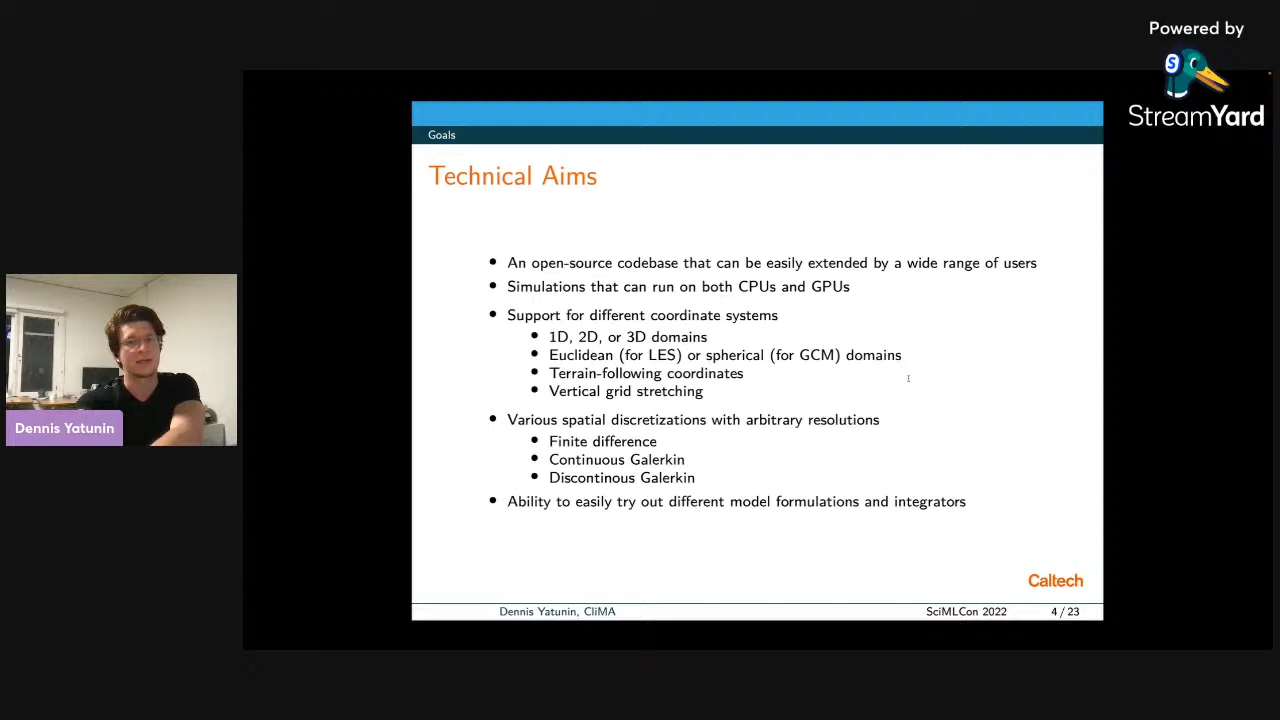 Powered by
S
StreamYard
Goals
Technical Aims
An open-source codebase that can be easily extended by a wide range of users
Simulations that can run on both CPUs and GPUs
Support for different coordinate systems
1D, 2D, or 3D domains
Euclidean (for LES) or spherical (for GCM) domains
Terrain-following coordinates
Vertical grid stretching
Various spatial discretizations with arbitrary resolutions
Finite difference
Continuous Galerkin
Discontinous Galerkin
Ability to easily try out different model formulations and integrators
Caltech
Dennis Yatunin, CliMA SciMLCon 2022 4 / 23
Dennis Yatunin